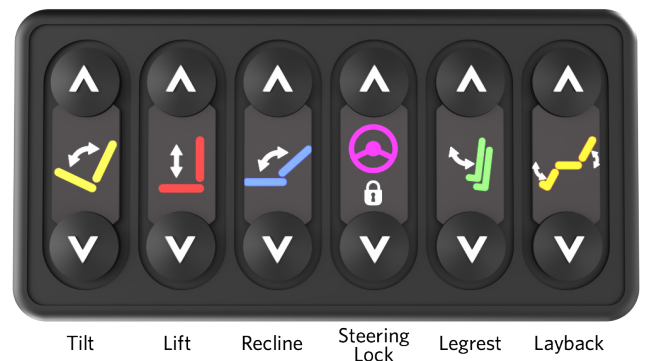 Tilt
Lift
Recline
Steering
Lock
Legrest
Layback